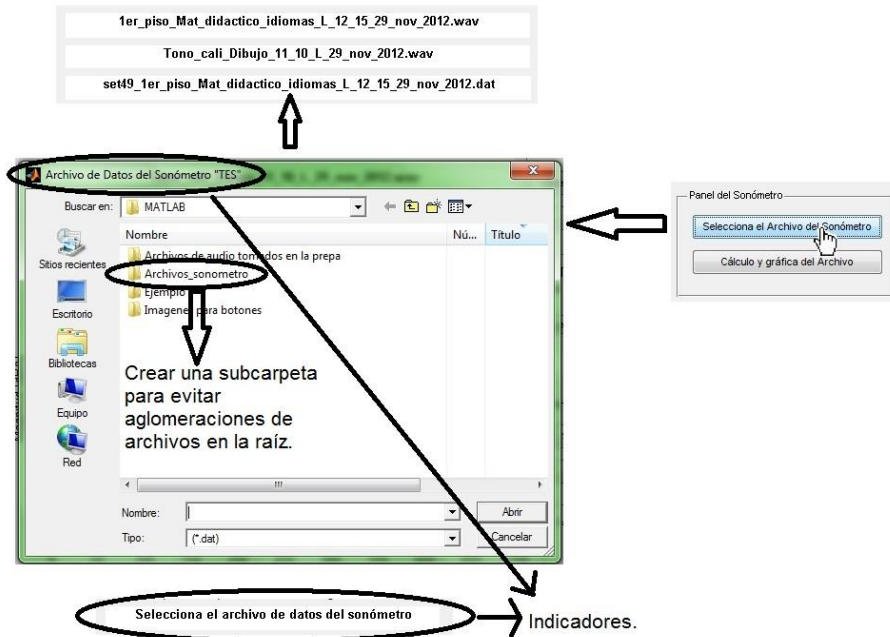 1er_piso_Mat_didactico_idiomas_L_12_15_29_nov_2012.wav
Tono_cali_Dibujo_11_10_L_29_nov_2012.wav
set49_1er_piso_Mat_didactico_idiomas_L_12_15_29_nov_2012.dat
Archivo de Datos del Sonómetro "TES"
Buscar en:
MATLAB
Nombre
Nú...
Título
Sitios recientes
Escritorio
Bibliotecas
Equipo
Red
Archivos de audio tomados en la prepa
Archivos_sonometro
Ejemplo
Imagenes para botones
Crear una subcarpeta
para evitar
aglomeraciones de
archivos en la raíz.
Nombre:
Abrir
Tipo:
(*.dat)
Cancelar
Panel del Sonómetro
Selecciona el Archivo del Sonómetro
Cálculo y gráfica del Archivo
Selecciona el archivo de datos del sonómetro
Indicadores.